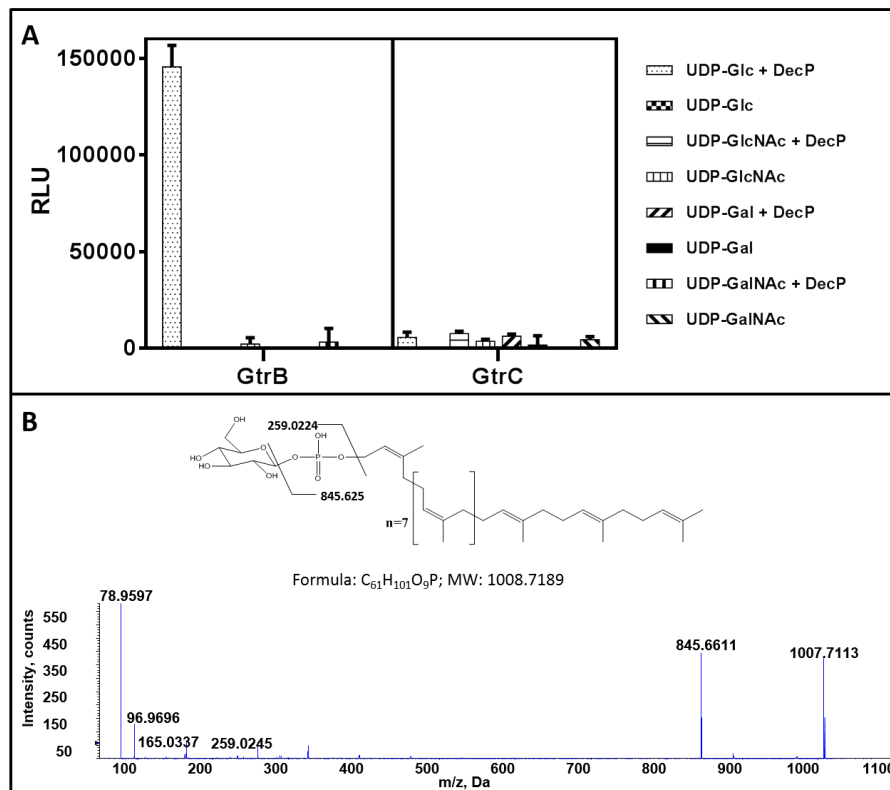 A
150000
100000
50000
0
RLU
GtrB
GtrC
UDP-Glc + DecP
UDP-Glc
UDP-GlcNAc + DecP
UDP-GlcNAc
UDP-Gal + DecP
UDP-Gal
UDP-GalNAc + DecP
UDP-GalNAc
B
OH
259.0224
OH
HO
O
O
P
O
HO
OH
O
845.625
n=7
Formula: C₆₁H₁₀₁O₉P; MW: 1008.7189
78.9597
550
450
350
250
150
50
Intensity, counts
96.9696
165.0337
259.0245
845.6611
1007.7113
100 200 300 400 500 600 700 800 900 1000 1100
m/z, Da